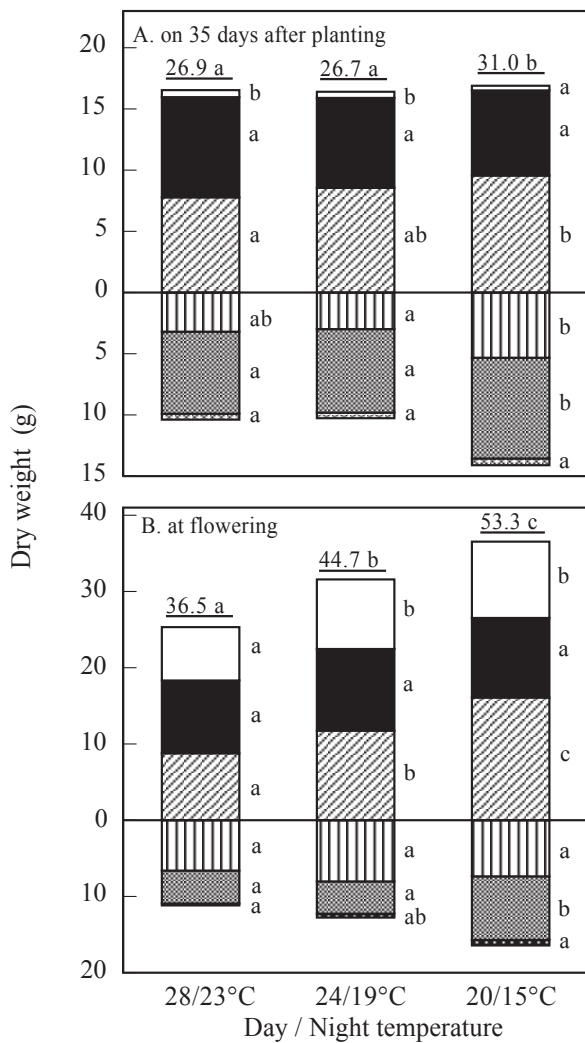 A. on 35 days after planting
26.9 a
26.7 a
31.0 b
b
b
a
a
a
a
a
ab
b
ab
a
b
a
a
b
a
a
a
20
15
10
5
0
5
10
15
Dry weight (g)
B. at flowering
36.5 a
44.7 b
53.3 c
a
b
b
a
a
a
a
b
c
a
a
a
a
a
b
a
ab
a
40
30
20
10
0
10
20
28/23°C 24/19°C 20/15°C
Day / Night temperature